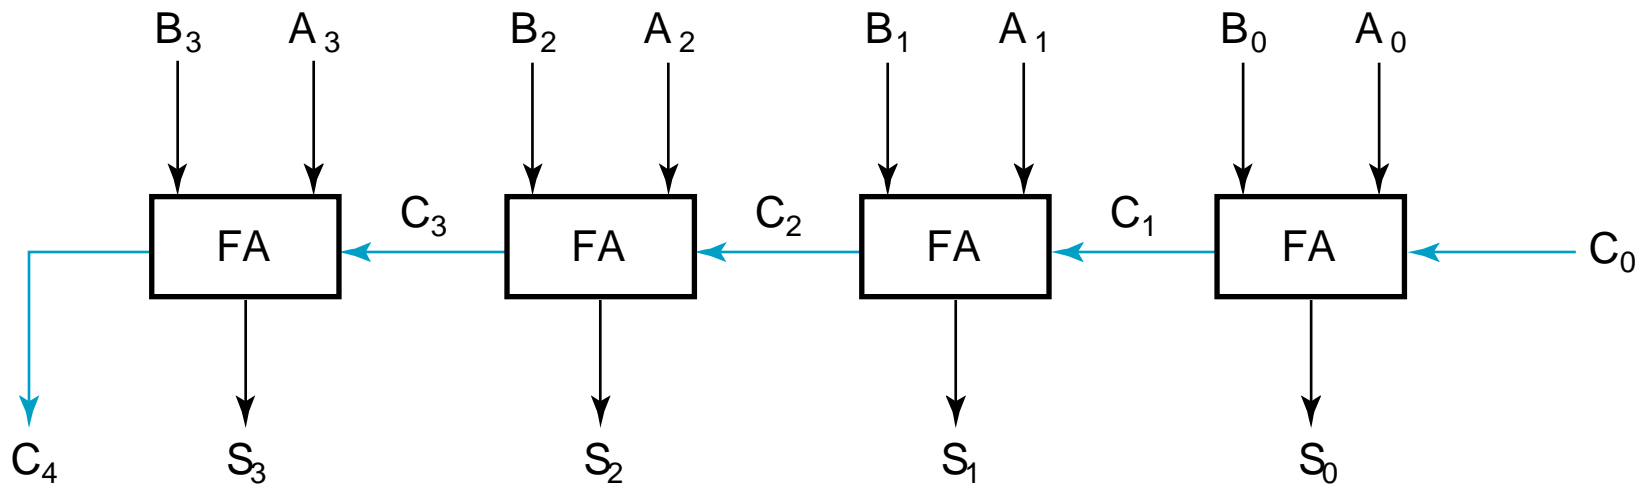 B3 A3 B2 A2 B1 A1 B0 A0
C3 C2 C1
FA FA FA FA C0
C4 S3 S2 S1 S0